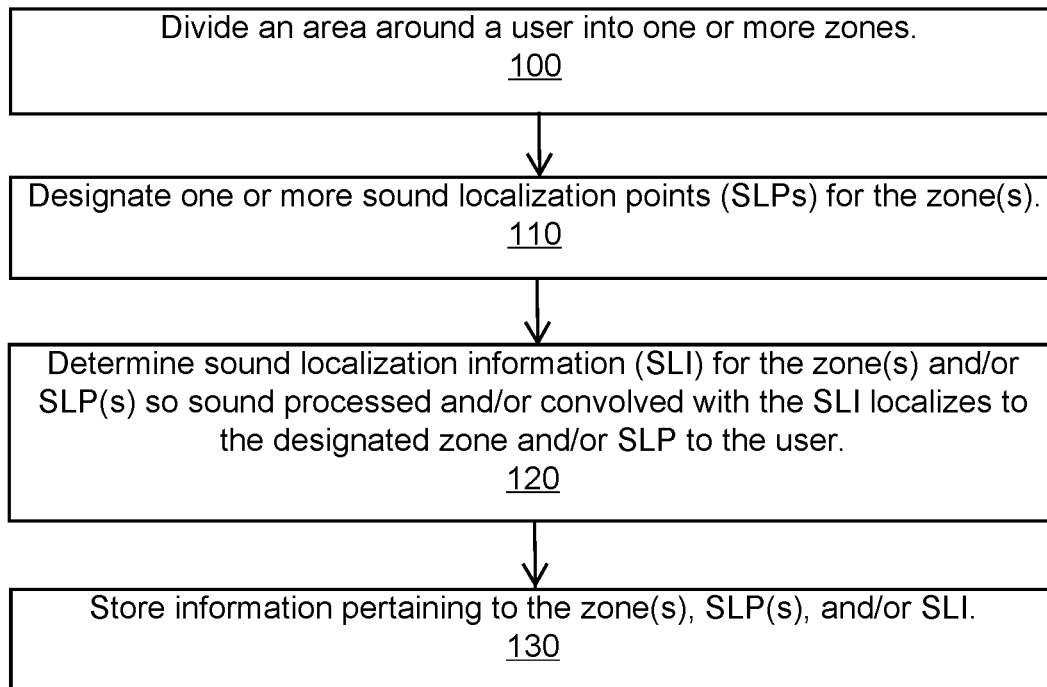 Divide an area around a user into one or more zones.
100
Designate one or more sound localization points (SLPs) for the zone(s).
110
Determine sound localization information (SLI) for the zone(s) and/or
SLP(s) so sound processed and/or convolved with the SLI localizes to
the designated zone and/or SLP to the user.
120
Store information pertaining to the zone(s), SLP(s), and/or SLI.
130